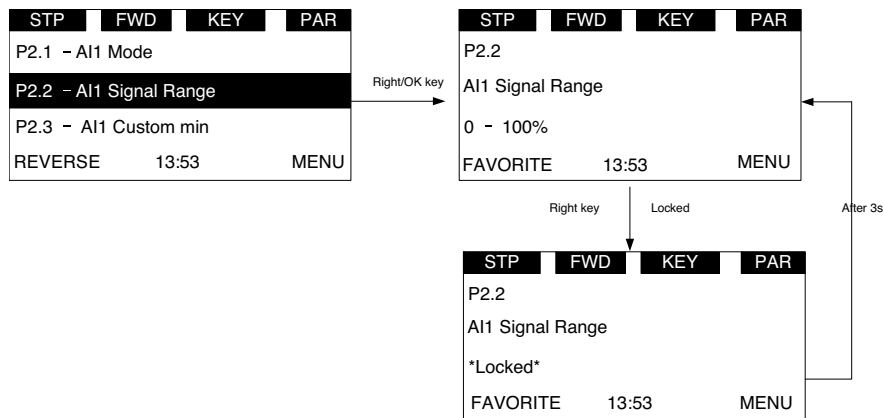 STP FWD KEY PAR
P2.1 – AI1 Mode
P2.2 – AI1 Signal Range
P2.3 – AI1 Custom min
REVERSE 13:53 MENU
Right/OK key
STP FWD KEY PAR
P2.2
AI1 Signal Range
0 – 100%
FAVORITE 13:53 MENU
Right key Locked
After 3s
STP FWD KEY PAR
P2.2
AI1 Signal Range
*Locked*
FAVORITE 13:53 MENU